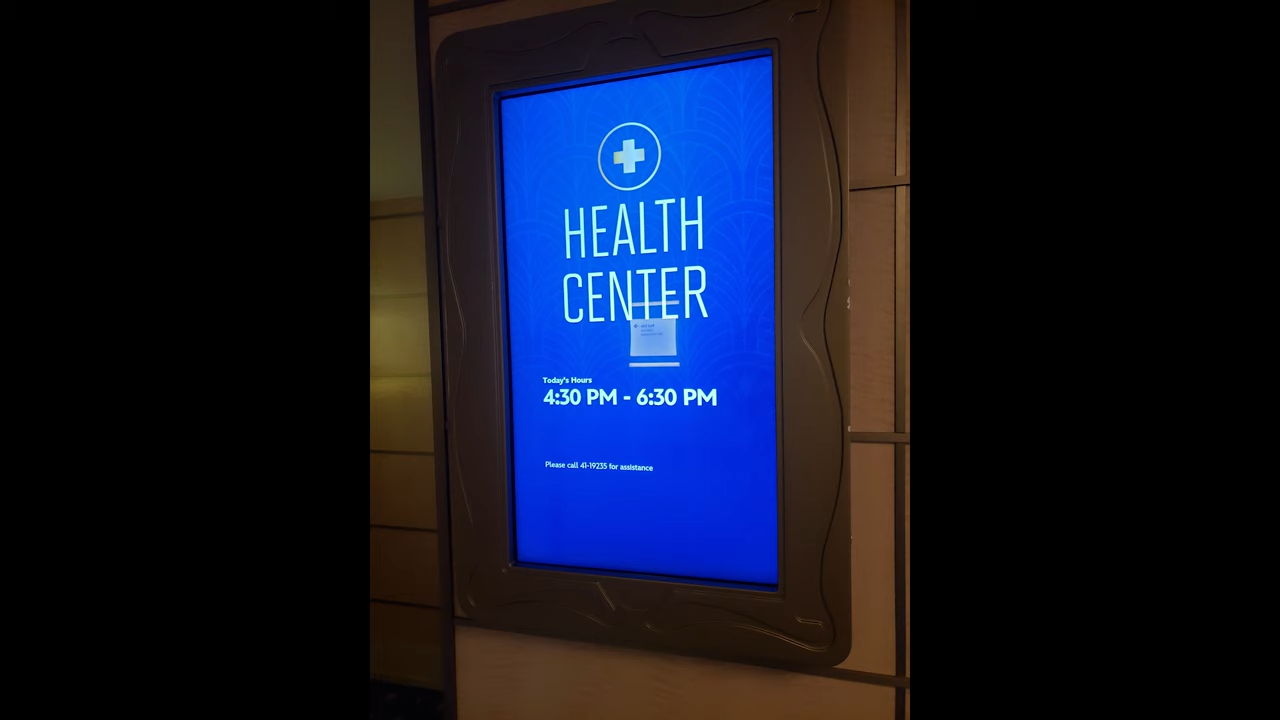 HEALTH
CENTER
Today's Hours
4:30 PM - 6:30 PM
Please call 41-19235 for assistance